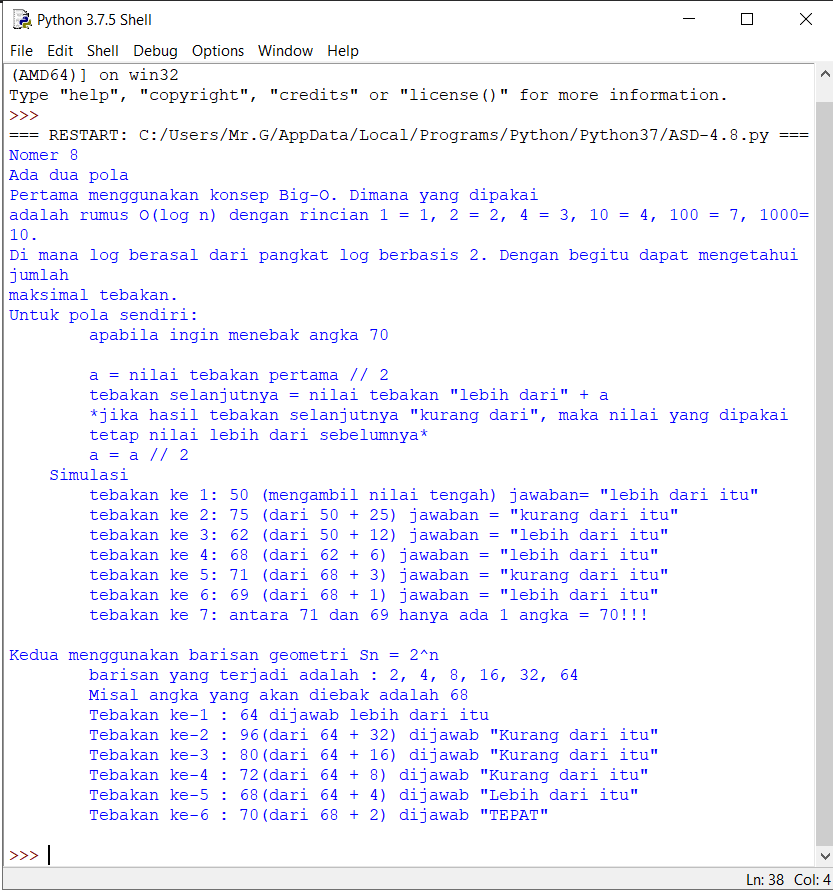 Python 3.7.5 Shell
File Edit Shell Debug Options Window Help
(AMD64)] on win32
Type "help", "copyright", "credits" or "license()" for more information.
>>>
=== RESTART: C:/Users/Mr.G/AppData/Local/Programs/Python/Python37/ASD-4.8.py ===
Nomer 8
Ada dua pola
Pertama menggunakan konsep Big-O. Dimana yang dipakai
adalah rumus O(log n) dengan rincian 1 = 1, 2 = 2, 4 = 3, 10 = 4, 100 = 7, 1000=
10.
Di mana log berasal dari pangkat log berbasis 2. Dengan begitu dapat mengetahui
jumlah
maksimal tebakan.
Untuk pola sendiri:
apabila ingin menebak angka 70
a = nilai tebakan pertama // 2
tebakan selanjutnya = nilai tebakan "lebih dari" + a
*jika hasil tebakan selanjutnya "kurang dari", maka nilai yang dipakai
tetap nilai lebih dari sebelumnya*
a = a // 2
Simulasi
tebakan ke 1: 50 (mengambil nilai tengah) jawaban= "lebih dari itu"
tebakan ke 2: 75 (dari 50 + 25) jawaban = "kurang dari itu"
tebakan ke 3: 62 (dari 50 + 12) jawaban = "lebih dari itu"
tebakan ke 4: 68 (dari 62 + 6) jawaban = "lebih dari itu"
tebakan ke 5: 71 (dari 68 + 3) jawaban = "kurang dari itu"
tebakan ke 6: 69 (dari 68 + 1) jawaban = "lebih dari itu"
tebakan ke 7: antara 71 dan 69 hanya ada 1 angka = 70!!!
Kedua menggunakan barisan geometri Sn = 2^n
barisan yang terjadi adalah : 2, 4, 8, 16, 32, 64
Misal angka yang akan diebak adalah 68
Tebakan ke-1 : 64 dijawab lebih dari itu
Tebakan ke-2 : 96(dari 64 + 32) dijawab "Kurang dari itu"
Tebakan ke-3 : 80(dari 64 + 16) dijawab "Kurang dari itu"
Tebakan ke-4 : 72(dari 64 + 8) dijawab "Kurang dari itu"
Tebakan ke-5 : 68(dari 64 + 4) dijawab "Lebih dari itu"
Tebakan ke-6 : 70(dari 68 + 2) dijawab "TEPAT"
>>>
Ln: 38 Col: 4